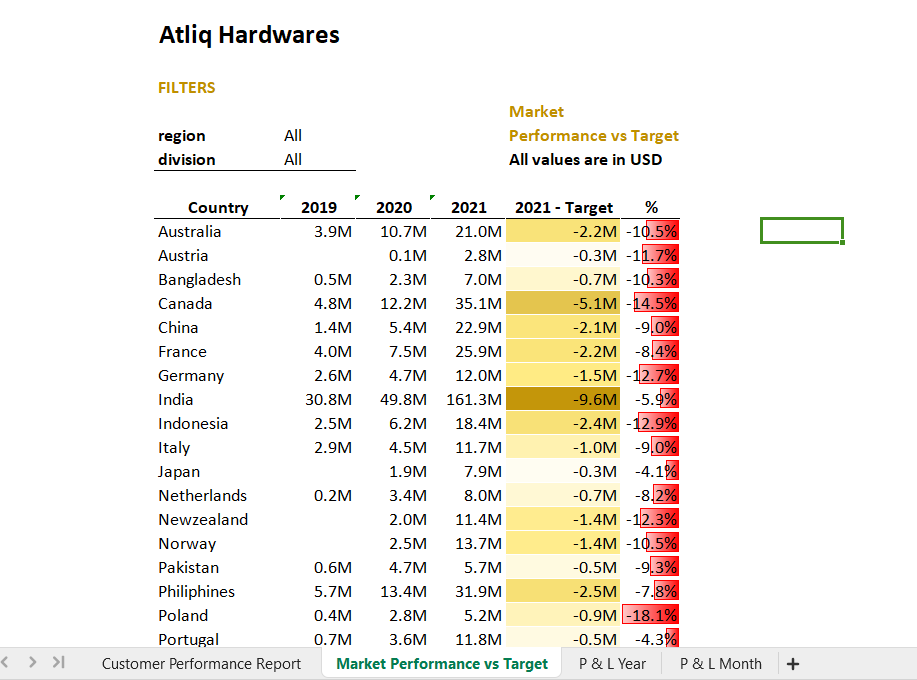 Atliq Hardwares
FILTERS
Market
region All Performance vs Target
division All All values are in USD
Country 2019 2020 2021 2021 - Target %
Australia 3.9M 10.7M 21.0M -2.2M -10.5%
Austria 0.1M 2.8M -0.3M -11.7%
Bangladesh 0.5M 2.3M 7.0M -0.7M -10.3%
Canada 4.8M 12.2M 35.1M -5.1M -14.5%
China 1.4M 5.4M 22.9M -2.1M -9.0%
France 4.0M 7.5M 25.9M -2.2M -8.4%
Germany 2.6M 4.7M 12.0M -1.5M -12.7%
India 30.8M 49.8M 161.3M -9.6M -5.9%
Indonesia 2.5M 6.2M 18.4M -2.4M -12.9%
Italy 2.9M 4.5M 11.7M -1.0M -9.0%
Japan 1.9M 7.9M -0.3M -4.1%
Netherlands 0.2M 3.4M 8.0M -0.7M -8.2%
Newzealand 2.0M 11.4M -1.4M -12.3%
Norway 2.5M 13.7M -1.4M -10.5%
Pakistan 0.6M 4.7M 5.7M -0.5M -9.3%
Philiphines 5.7M 13.4M 31.9M -2.5M -7.8%
Poland 0.4M 2.8M 5.2M -0.9M -18.1%
Portugal 0.7M 3.6M 11.8M -0.5M -4.3%
Customer Performance Report Market Performance vs Target P & L Year P & L Month +